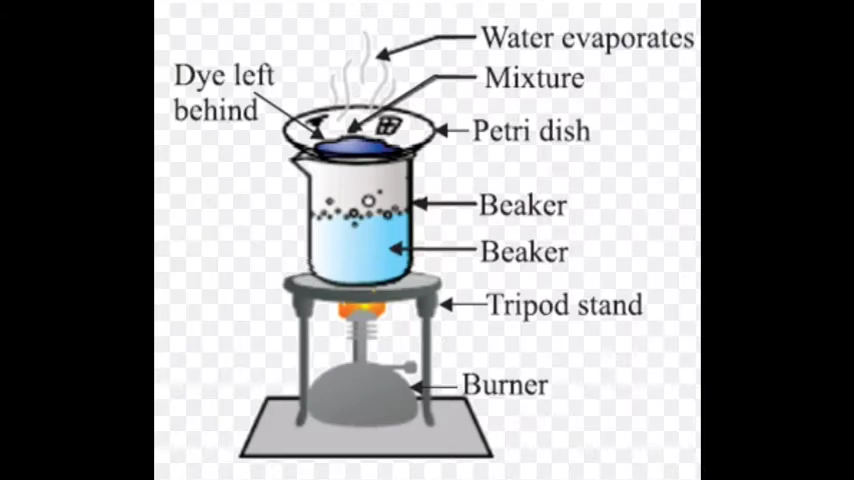 Water evaporates
Dye left
behind
Mixture
Petri dish
Beaker
Beaker
Tripod stand
Burner